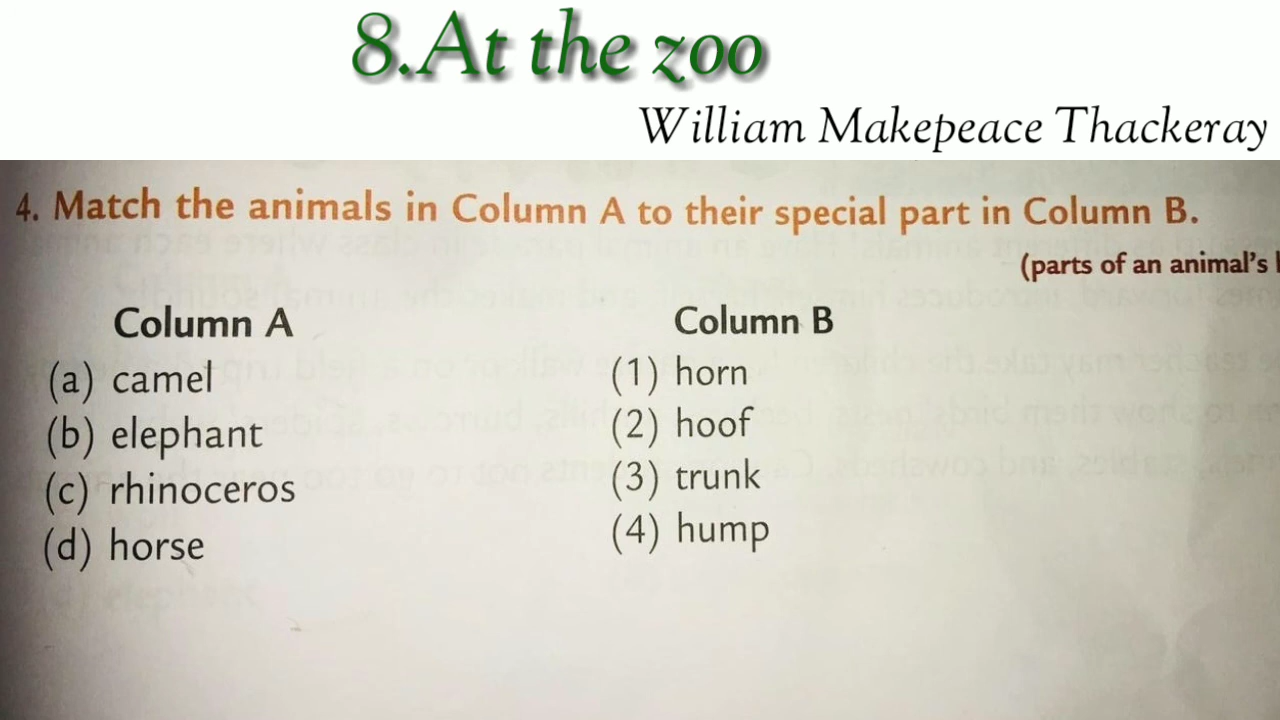 8.At the zoo
William Makepeace Thackeray
4. Match the animals in Column A to their special part in Column B.
(parts of an animal's
Column A
Column B
(a) camel
(1) horn
(b) elephant
(2) hoof
(c) rhinoceros
(3) trunk
(d) horse
(4) hump